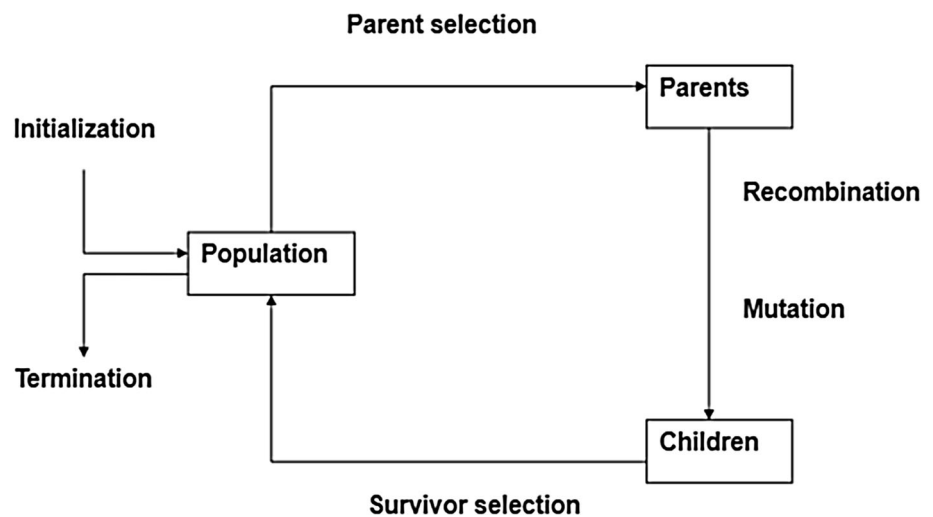 Parent selection
Parents
Initialization
Recombination
Population
Mutation
Termination
Children
Survivor selection